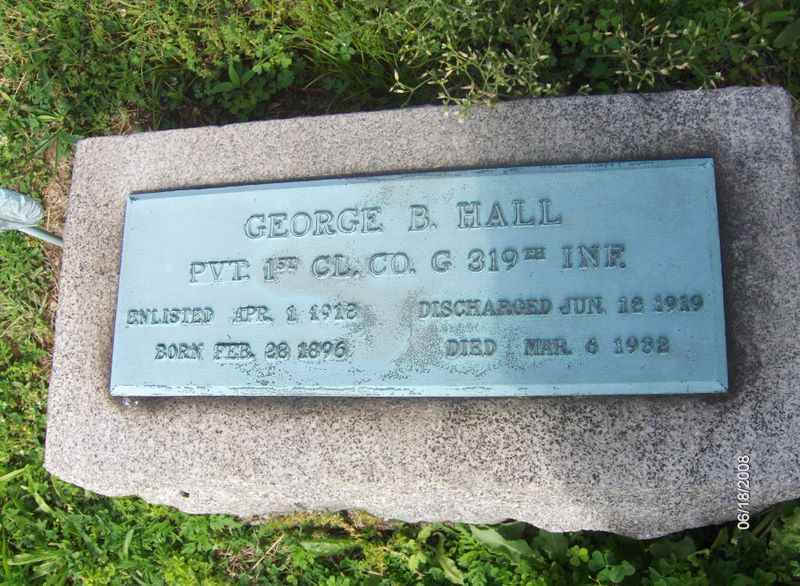 GEORGE B. HALL
PVT. 1ST CL. CO. G 319TH INF.
ENLISTED APR. 1 1918 DISCHARGED JUN. 18 1919
BORN FEB. 28 1896 DIED MAR. 6 1932
06/18/2008